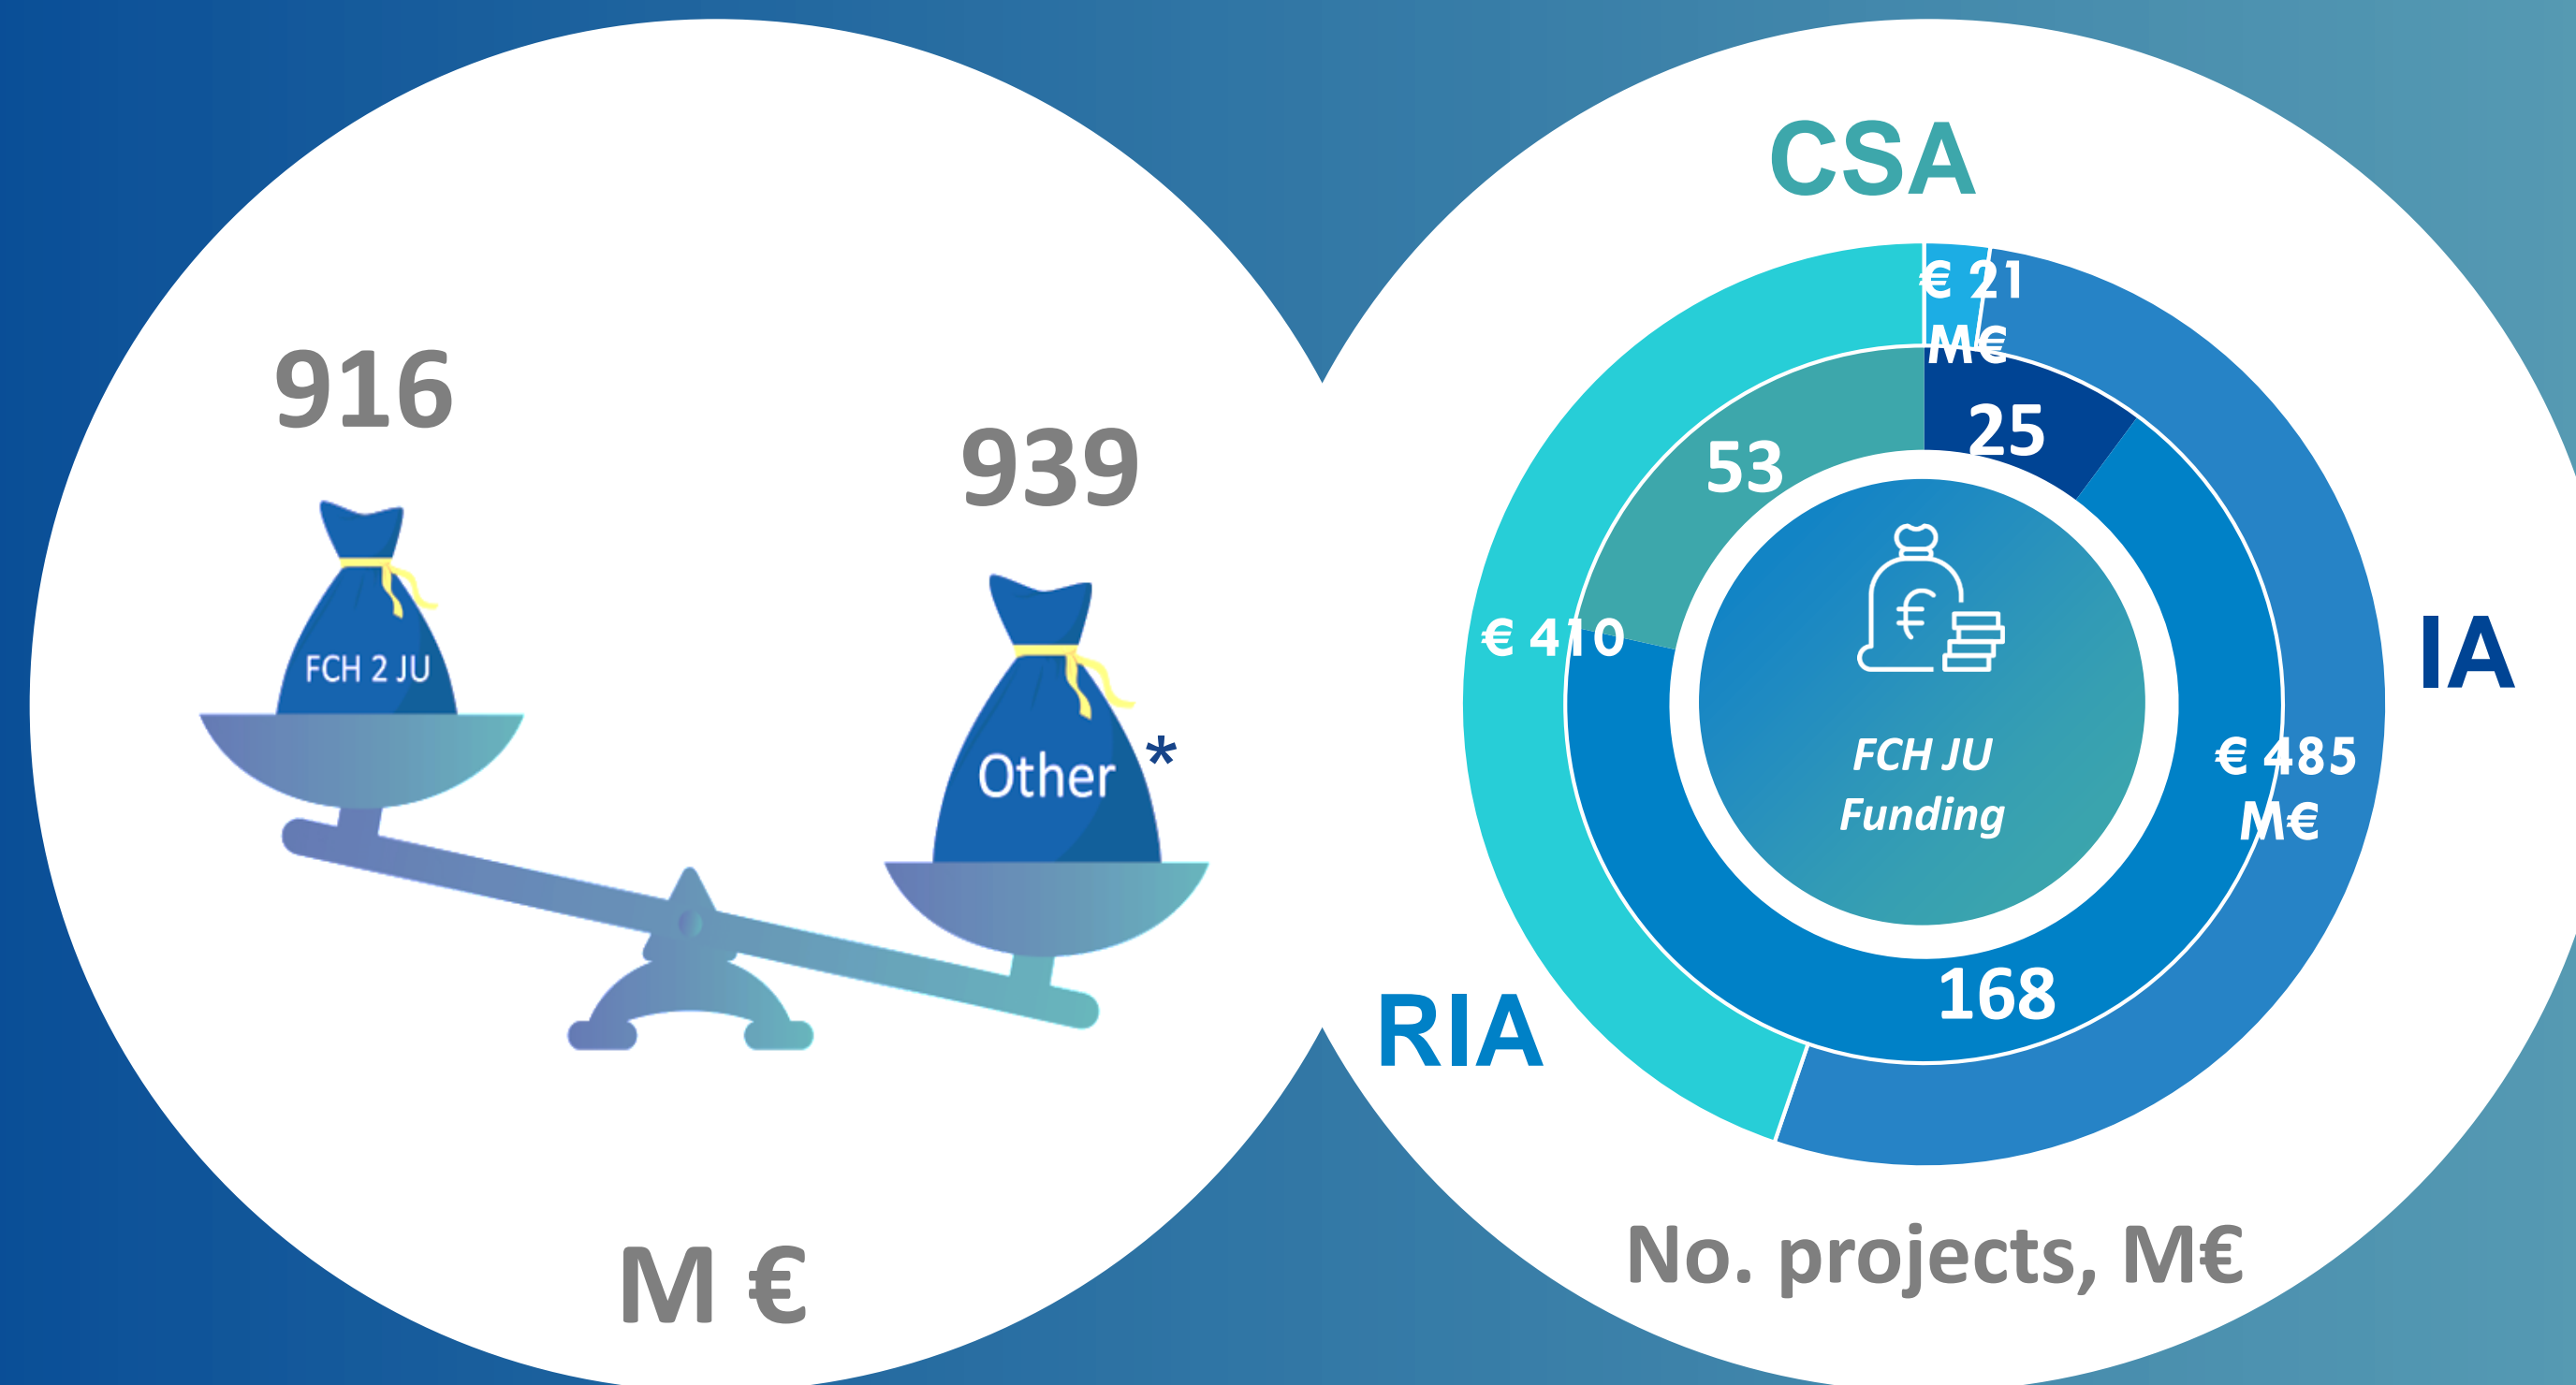 916
939
FCH 2 JU
Other *
M €
CSA
€ 21
M€
25
53
€ 410
IA
€ 485
M€
FCH JU
Funding
168
RIA
No. projects, M€